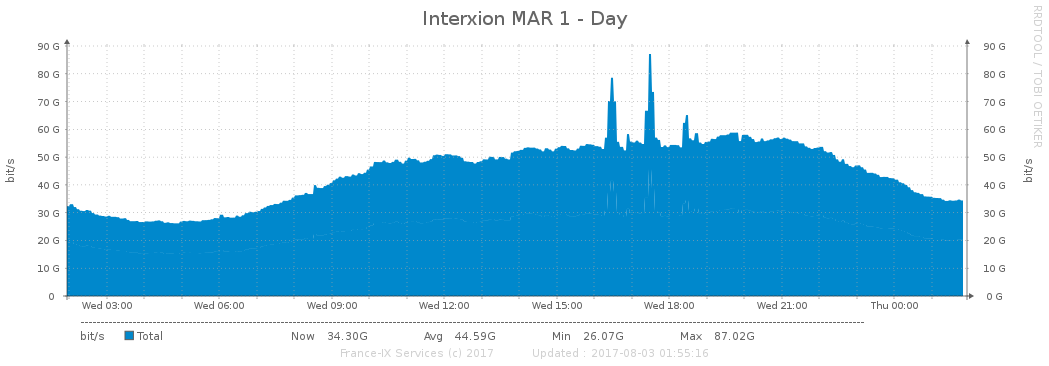 Interxion MAR 1 - Day
RRDTOOL / TOBI OETIKER
bit/s
90 G 90 G
80 G 80 G
70 G 70 G
60 G 60 G
50 G 50 G
40 G 40 G
30 G 30 G
20 G 20 G
10 G 10 G
0 0 G
bit/s
Wed 03:00 Wed 06:00 Wed 09:00 Wed 12:00 Wed 15:00 Wed 18:00 Wed 21:00 Thu 00:00
bit/s Total Now 34.30G Avg 44.59G Min 26.07G Max 87.02G
France-IX Services (c) 2017 Updated : 2017-08-03 01:55:16